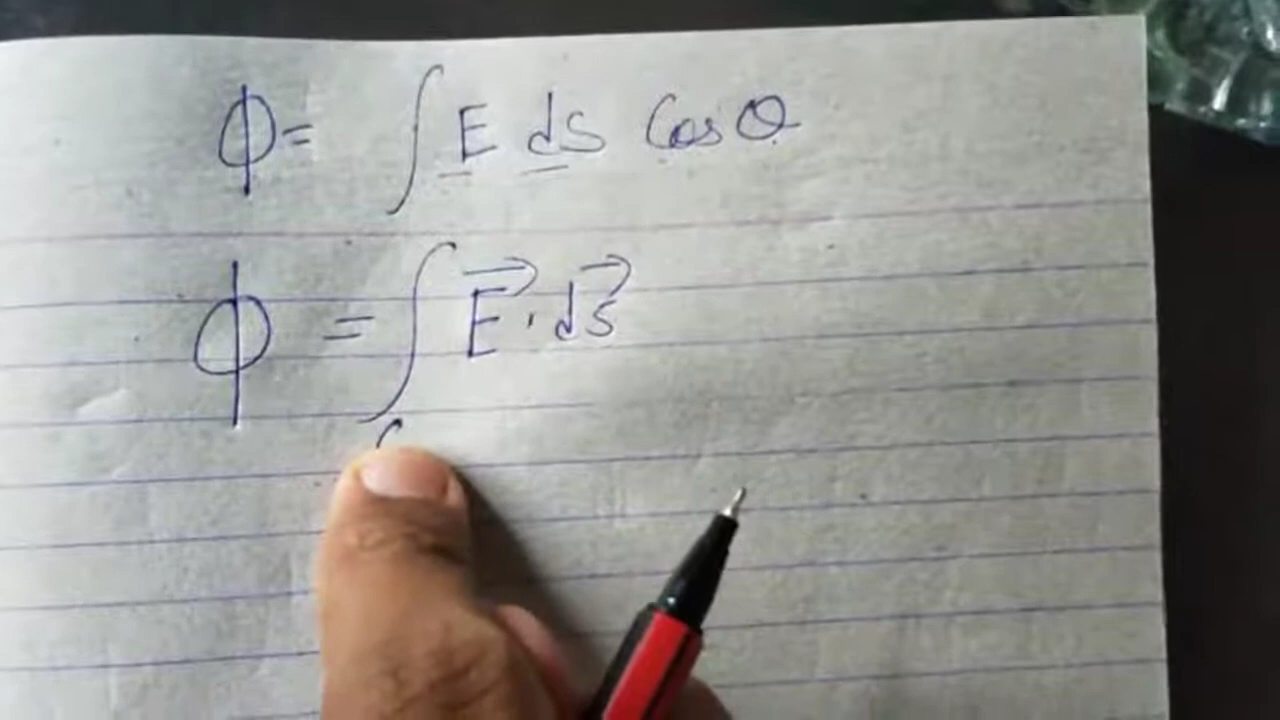 ϕ = ∫ E ds Cos θ
ϕ = ∫ E⃗ · ds⃗